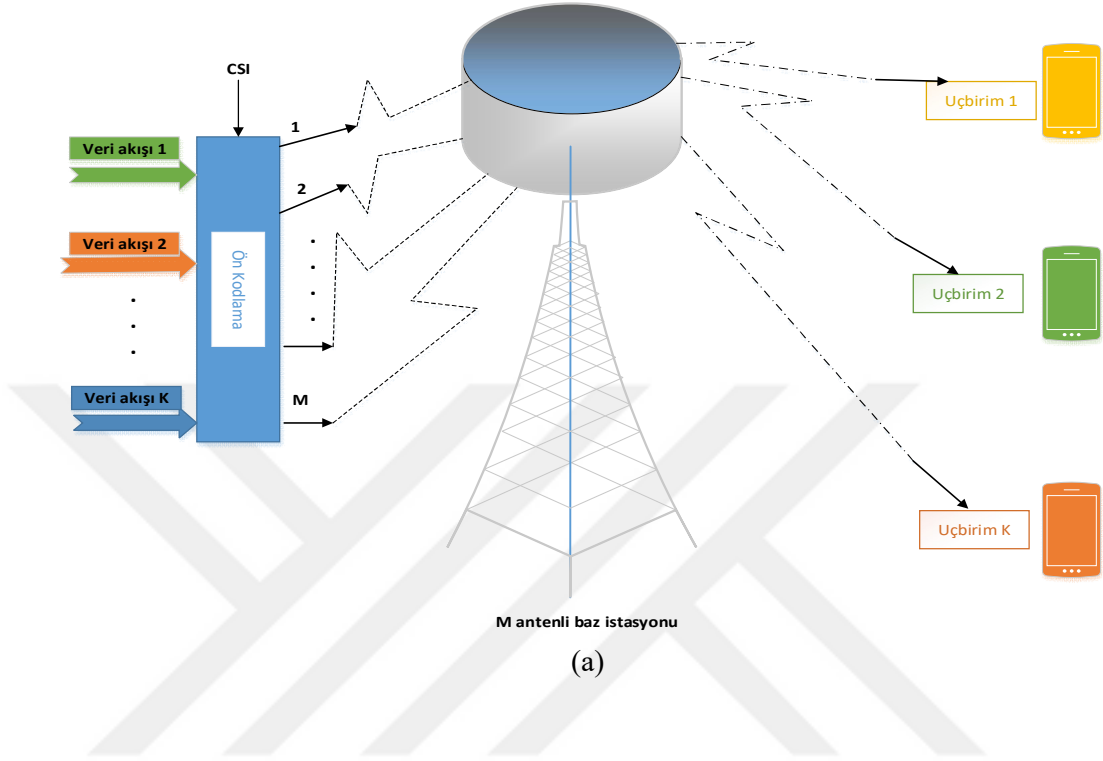 CSI
Veri akışı 1
Veri akışı 2
Veri akışı K
Ön Kodlama
1
2
M
Uçbirim 1
Uçbirim 2
Uçbirim K
M antenli baz istasyonu
(a)